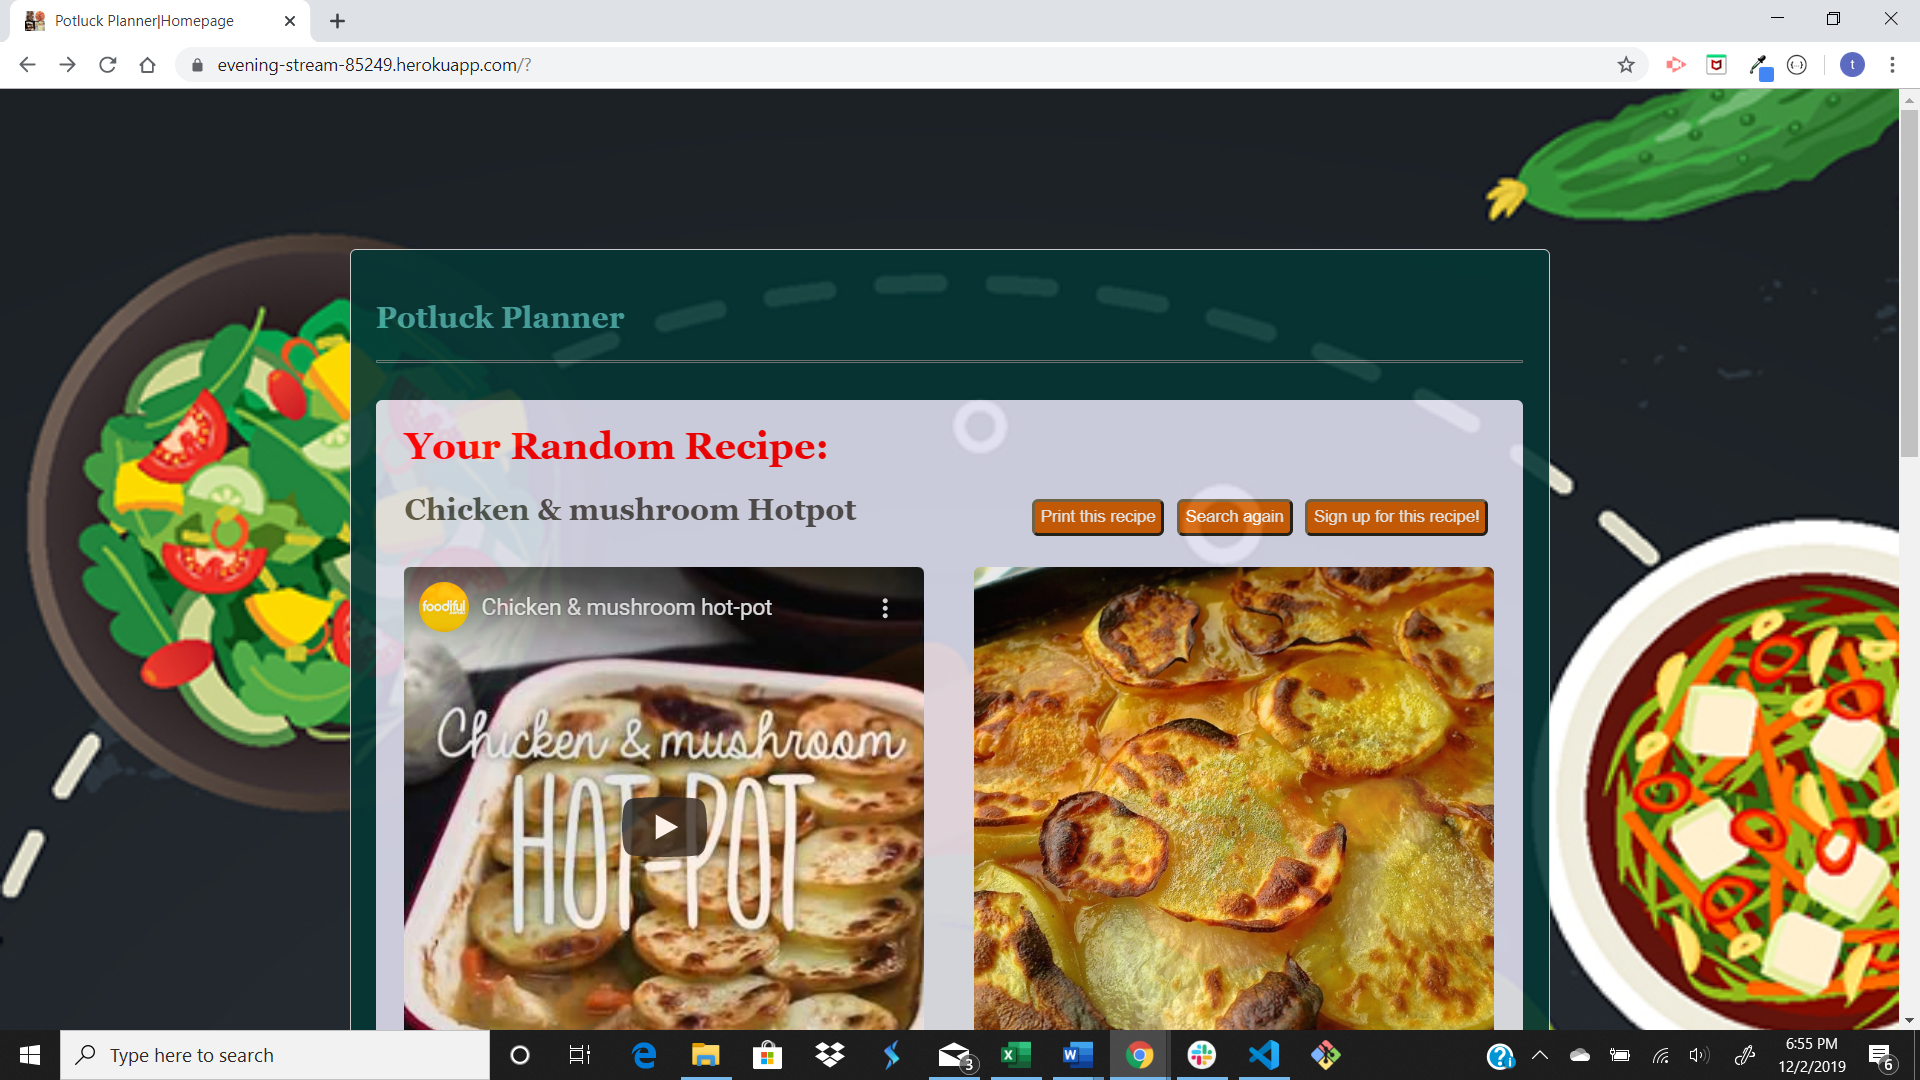 Potluck Planner|Homepage
evening-stream-85249.herokuapp.com/?
t
Potluck Planner
Your Random Recipe:
Chicken & mushroom Hotpot
Print this recipe
Search again
Sign up for this recipe!
foodiful
Chicken & mushroom hot-pot
Chicken & mushroom
HOT-POT
Type here to search
3
6:55 PM
12/2/2019
6